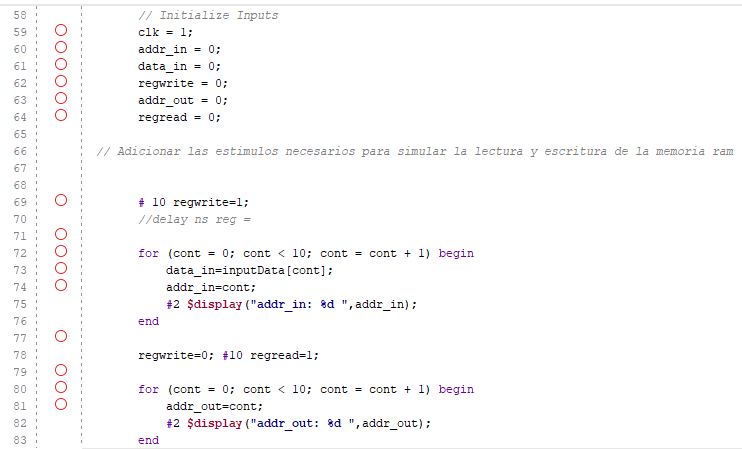 58 // Initialize Inputs
59 clk = 1;
60 addr_in = 0;
61 data_in = 0;
62 regwrite = 0;
63 addr_out = 0;
64 regread = 0;
65
66 // Adicionar las estimulos necesarios para simular la lectura y escritura de la memoria ram
67
68
69 # 10 regwrite=1;
70 //delay ns reg =
71
72 for (cont = 0; cont < 10; cont = cont + 1) begin
73 data_in=inputData[cont];
74 addr_in=cont;
75 #2 $display("addr_in: %d ",addr_in);
76 end
77
78 regwrite=0; #10 regread=1;
79
80 for (cont = 0; cont < 10; cont = cont + 1) begin
81 addr_out=cont;
82 #2 $display("addr_out: %d ",addr_out);
83 end